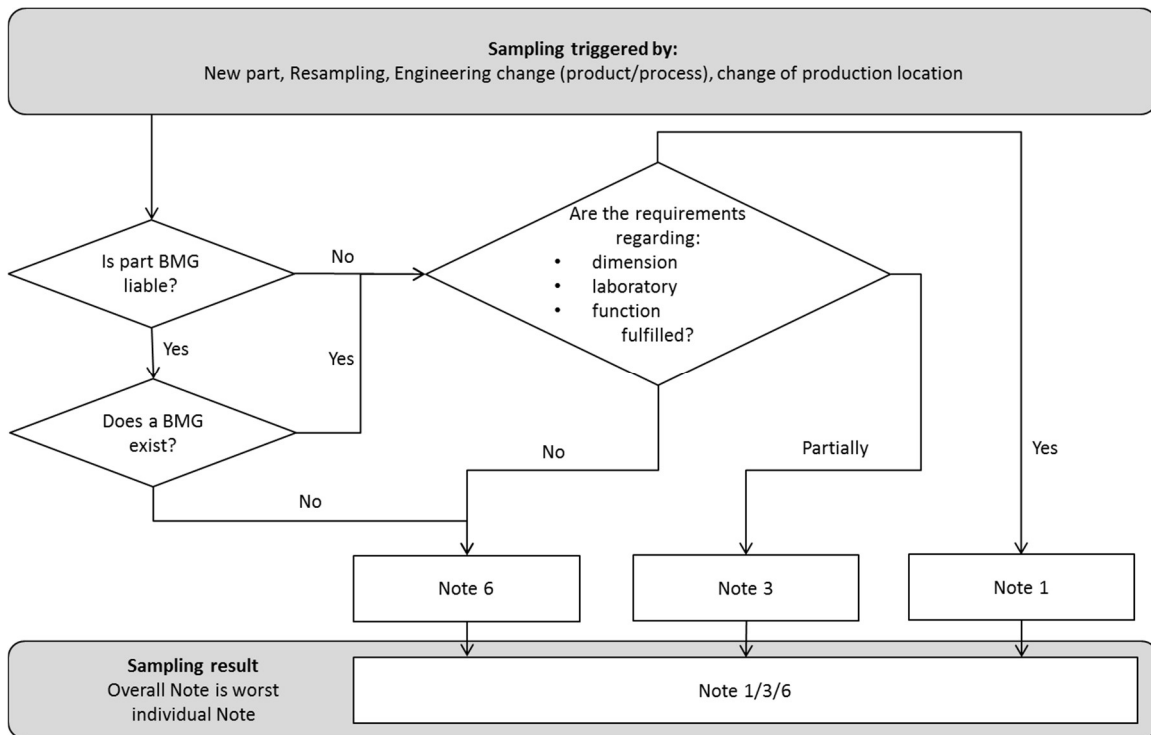 Sampling triggered by:
New part, Resampling, Engineering change (product/process), change of production location
Is part BMG
liable?
No
Yes
Does a BMG
exist?
Yes
No
Are the requirements
regarding:
• dimension
• laboratory
• function
fulfilled?
No
Partially
Yes
Note 6
Note 3
Note 1
Sampling result
Overall Note is worst
individual Note
Note 1/3/6